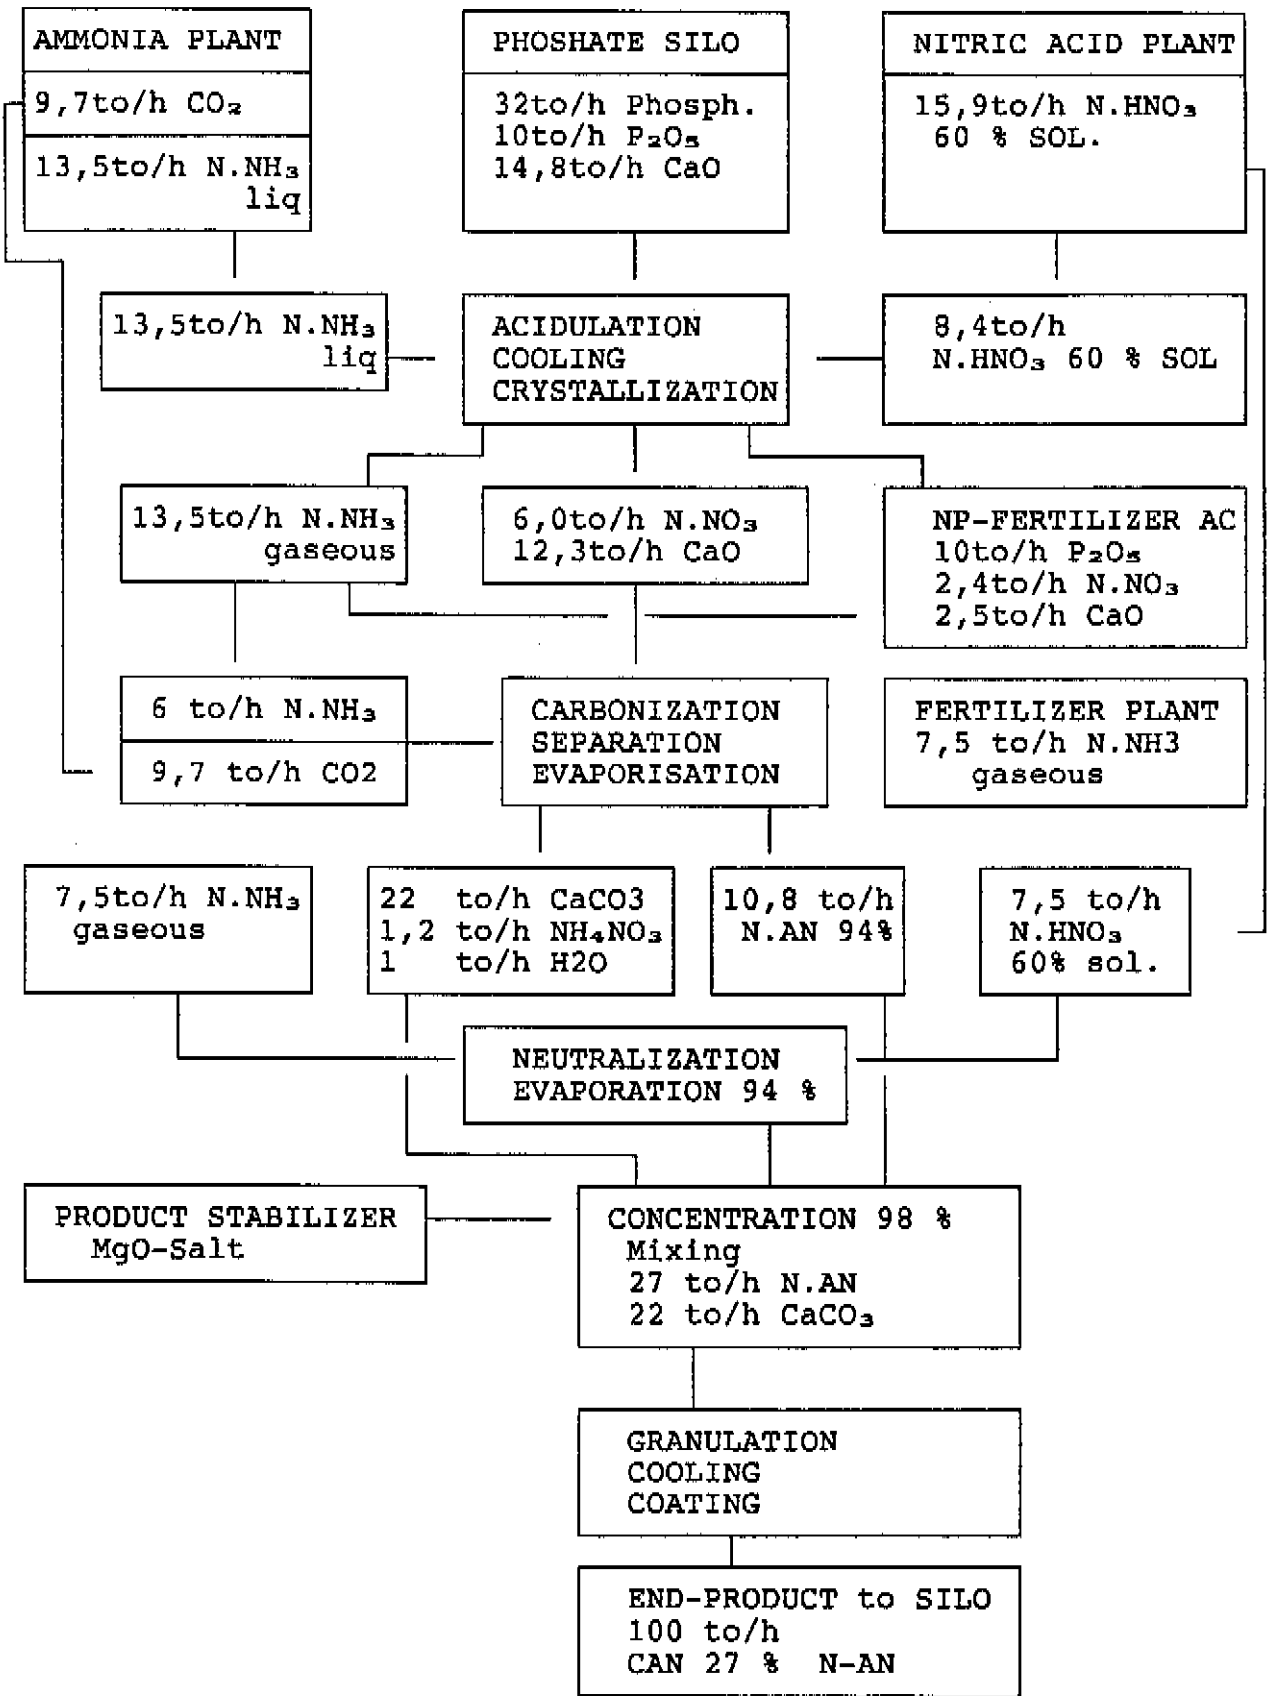 AMMONIA PLANT
9,7to/h CO₂
13,5to/h N.NH₃
liq
PHOSHATE SILO
32to/h Phosph.
10to/h P₂O₅
14,8to/h CaO
NITRIC ACID PLANT
15,9to/h N.HNO₃
60 % SOL.
13,5to/h N.NH₃
liq
ACIDULATION
COOLING
CRYSTALLIZATION
8,4to/h
N.HNO₃ 60 % SOL
13,5to/h N.NH₃
gaseous
6,0to/h N.NO₃
12,3to/h CaO
NP-FERTILIZER AC
10to/h P₂O₅
2,4to/h N.NO₃
2,5to/h CaO
6 to/h N.NH₃
9,7 to/h CO2
CARBONIZATION
SEPARATION
EVAPORISATION
FERTILIZER PLANT
7,5 to/h N.NH3
gaseous
7,5to/h N.NH₃
gaseous
22 to/h CaCO3
1,2 to/h NH₄NO₃
1 to/h H2O
10,8 to/h
N.AN 94%
7,5 to/h
N.HNO₃
60% sol.
NEUTRALIZATION
EVAPORATION 94 %
PRODUCT STABILIZER
MgO-Salt
CONCENTRATION 98 %
Mixing
27 to/h N.AN
22 to/h CaCO₃
GRANULATION
COOLING
COATING
END-PRODUCT to SILO
100 to/h
CAN 27 % N-AN